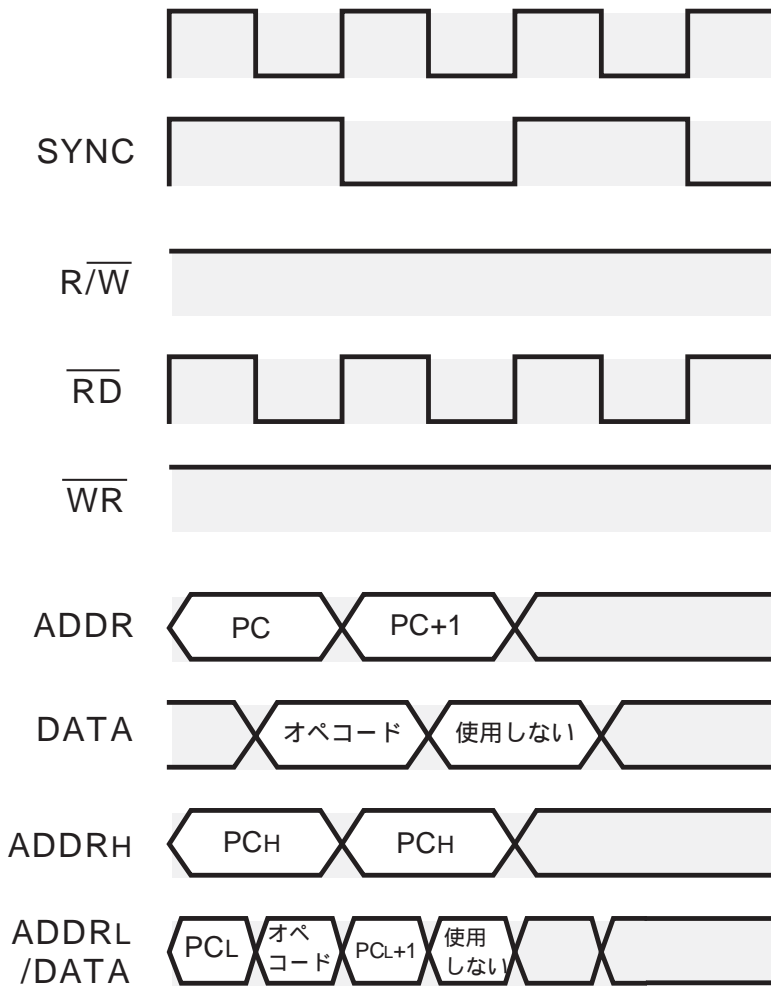 SYNC
R/W
RD
WR
ADDR PC PC+1
DATA オペコード 使用しない
ADDRH PCH PCH
ADDRL
/DATA
PCL
オペ
コード
PCL+1
使用
しない